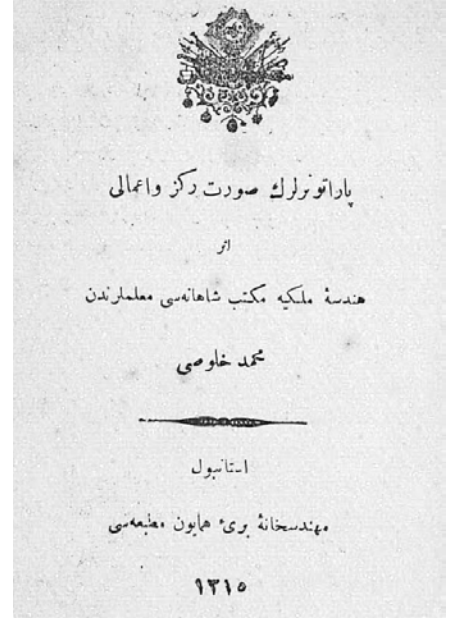 پاراتونرلرك صورت ركز واعمالی
اثر
هندسهٔ ملكیه مكتب شاهانه‌سی معلملرندن
محمد خلوصی
استانبول
مهندسخانهٔ بریٔ همایون مطبعه‌سی
١٣١٥